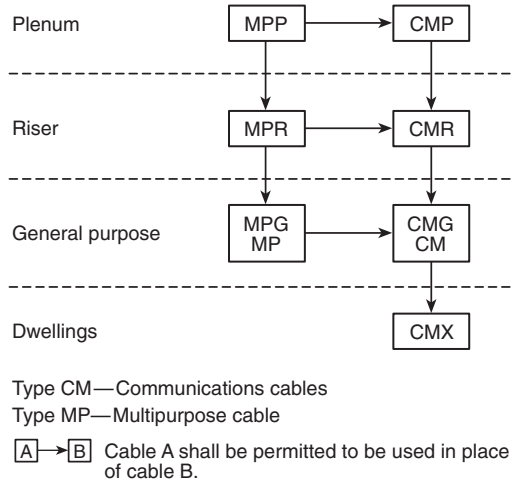 Plenum MPP CMP
Riser MPR CMR
General purpose MPG CMG
MP CM
Dwellings CMX
Type CM—Communications cables
Type MP—Multipurpose cable
A B Cable A shall be permitted to be used in place
of cable B.